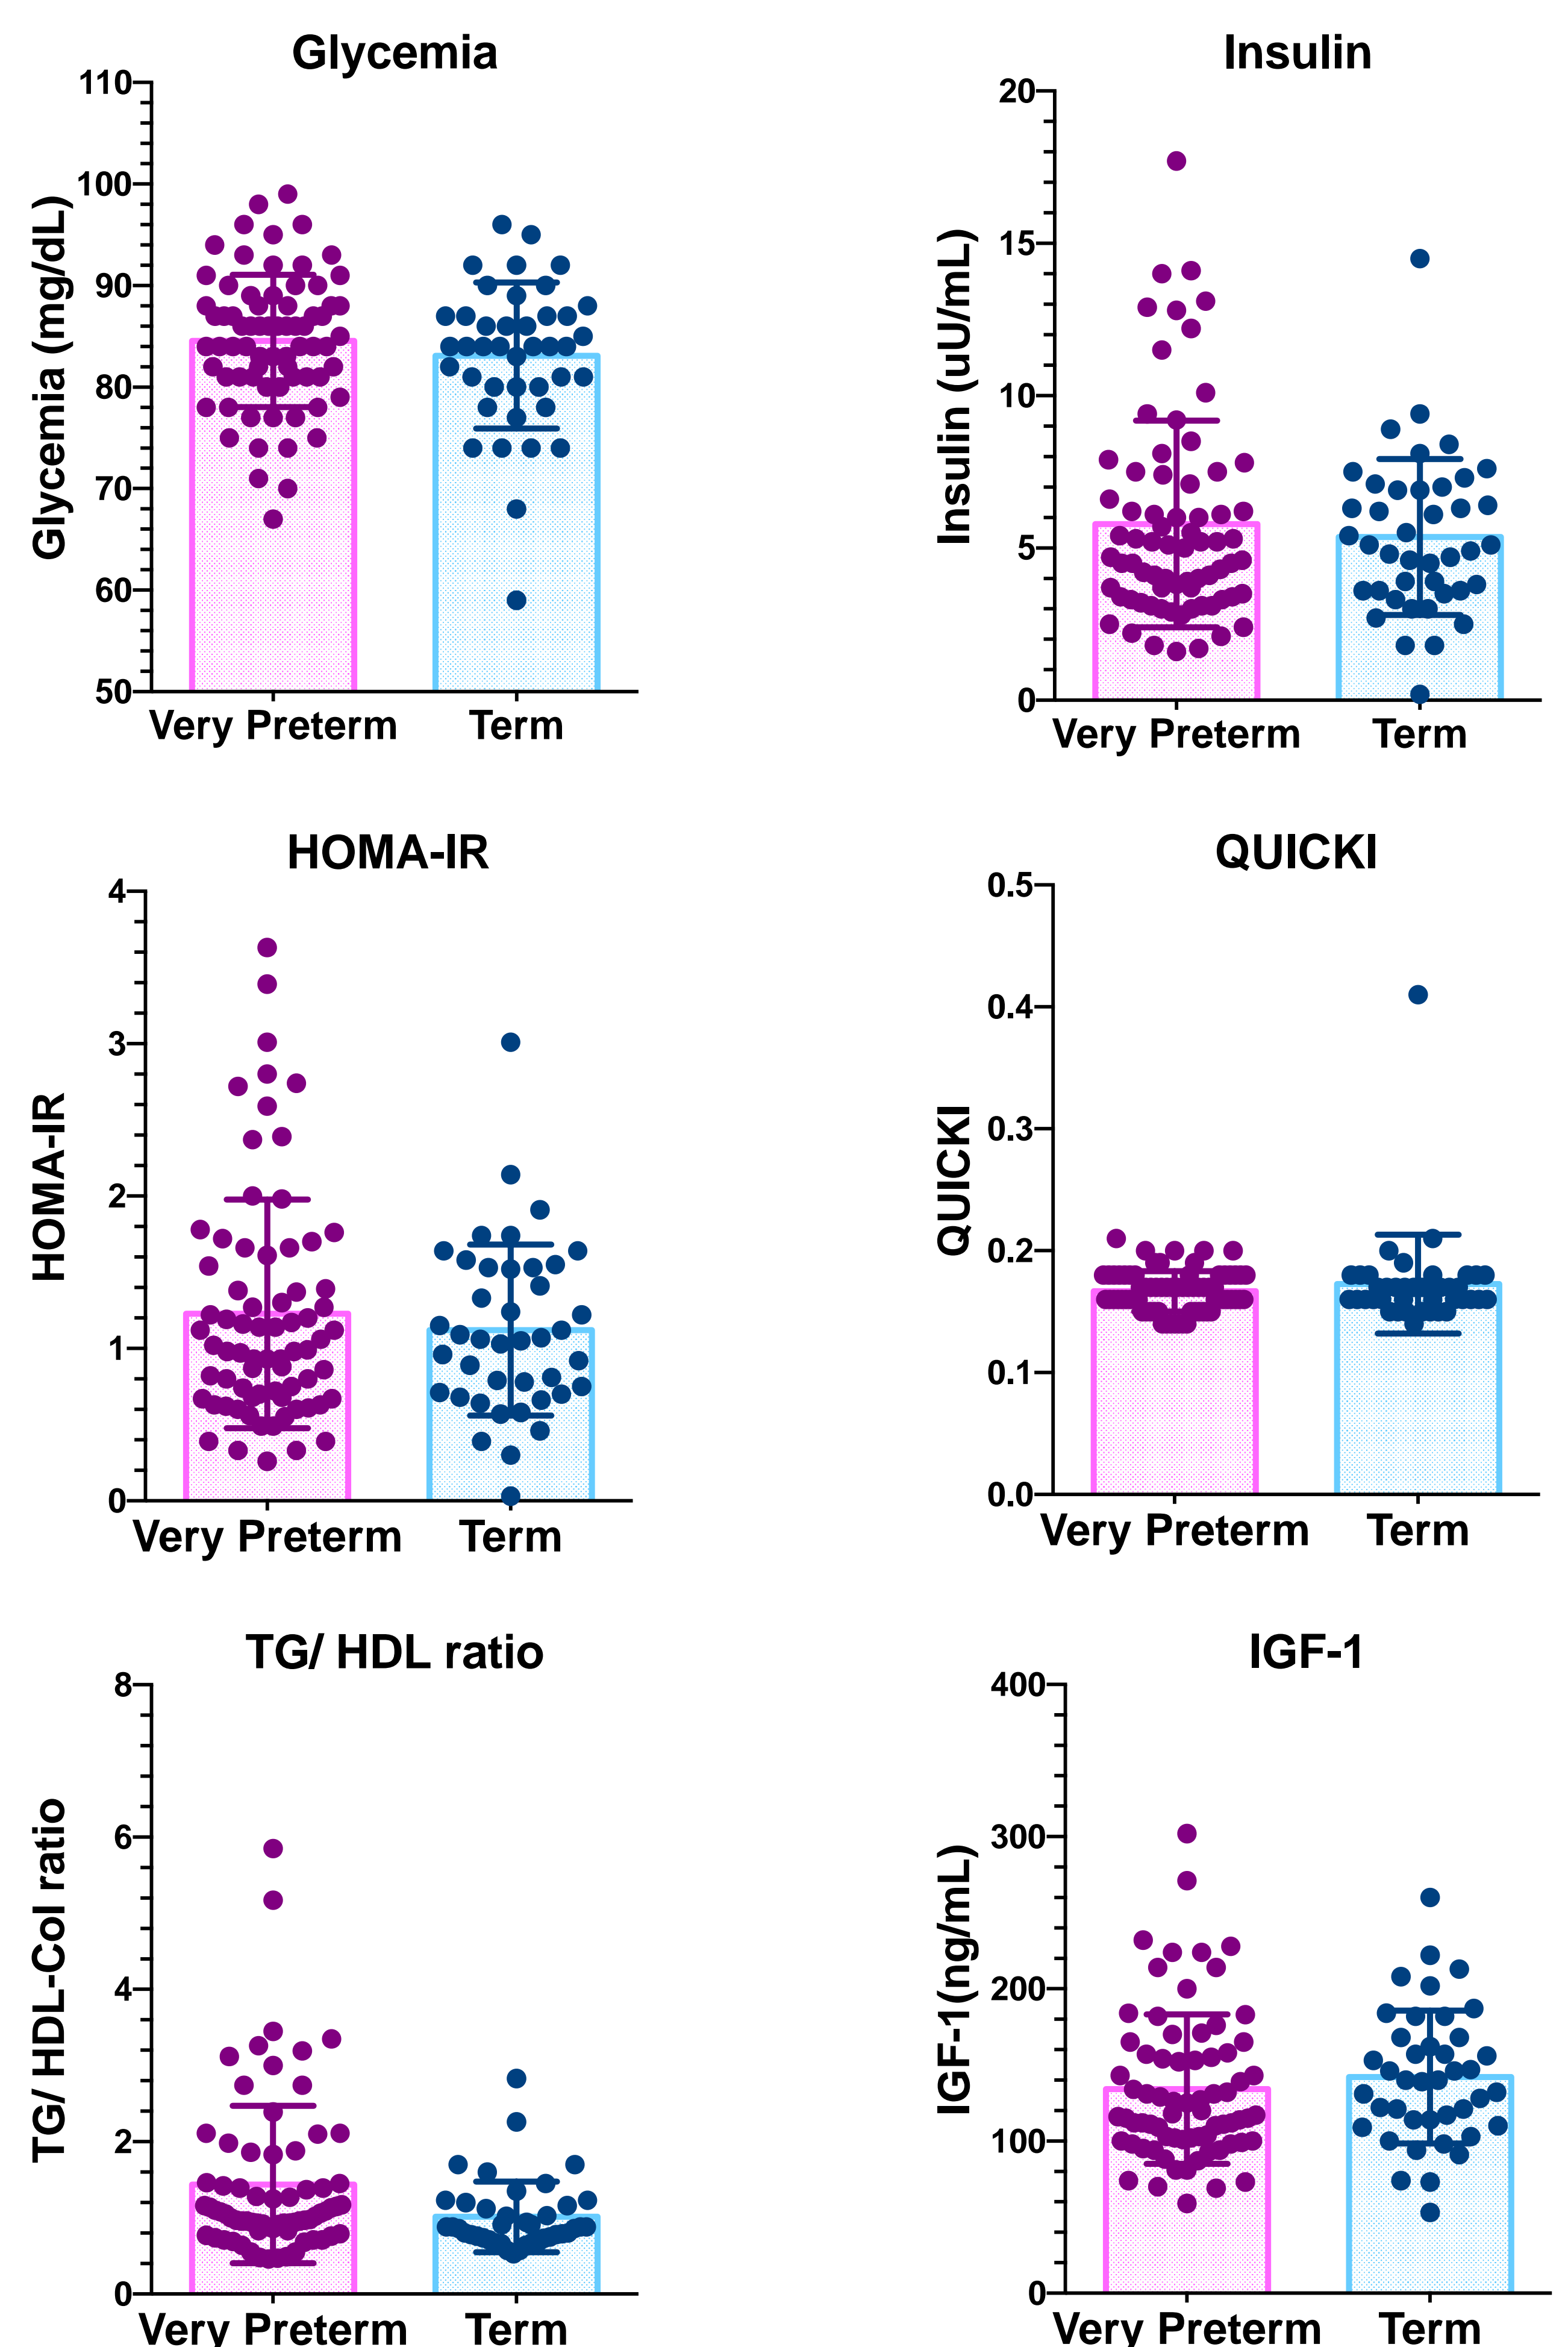 Glycemia
Glycemia (mg/dL)
110
100
90
80
70
60
50
Very Preterm
Term
Insulin
Insulin (uU/mL)
20
15
10
5
0
Very Preterm
Term
HOMA-IR
HOMA-IR
4
3
2
1
0
Very Preterm
Term
QUICKI
QUICKI
0.5
0.4
0.3
0.2
0.1
0.0
Very Preterm
Term
TG/ HDL ratio
TG/ HDL-Col ratio
8
6
4
2
0
Very Preterm
Term
IGF-1
IGF-1(ng/mL)
400
300
200
100
0
Very Preterm
Term